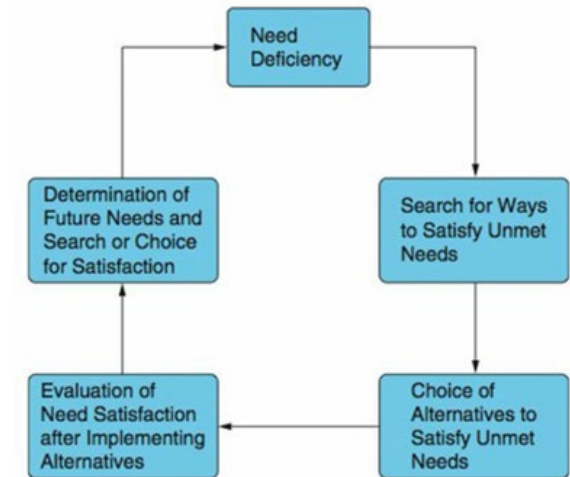 Need
Deficiency
Search for Ways
to Satisfy Unmet
Needs
Choice of
Alternatives to
Satisfy Unmet
Needs
Evaluation of
Need Satisfaction
after Implementing
Alternatives
Determination of
Future Needs and
Search or Choice
for Satisfaction